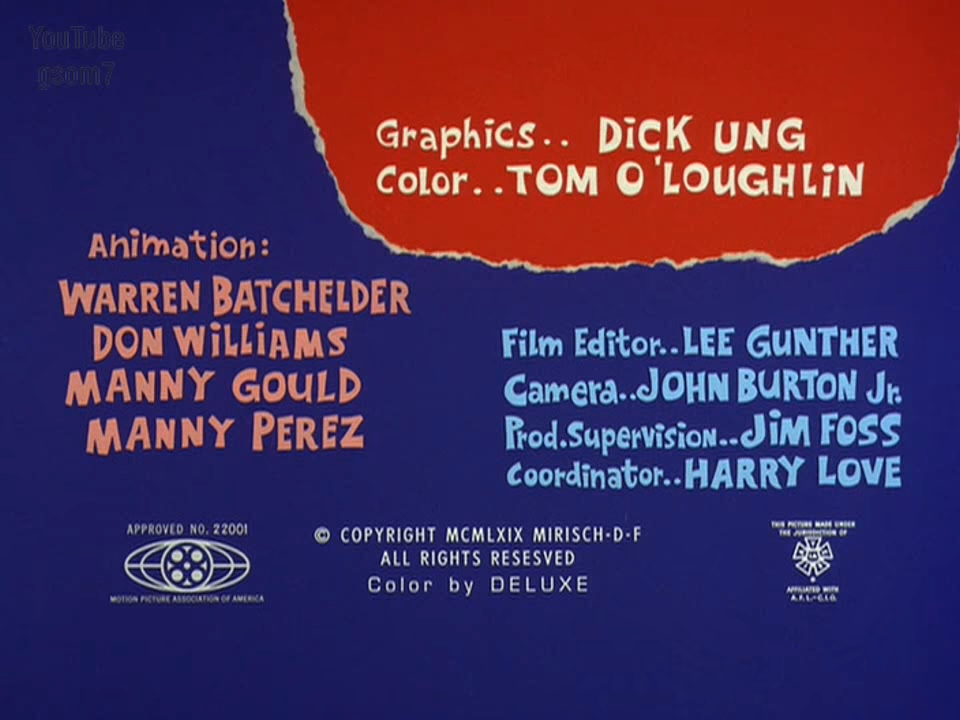 YouTube
gsom7
Graphics.. DiCK UNG
Color..TOM O'LOUGHLiN
Animation:
WARREN BATCHELDER
DON WiLLiAMS
MANNY GOULD
MANNY PEREZ
Film Editor..LEE GUNTHER
Camera..JOHN BURTON Jr.
Prod.Supervision..JiM FOSS
Coordinator..HARRY LOVE
APPROVED NO. 22001
MOTION PICTURE ASSOCIATION OF AMERICA
© COPYRIGHT MCMLXIX MIRISCH-D-F
ALL RIGHTS RESESVED
Color by DELUXE
THIS PICTURE MADE UNDER
THE JURISDICTION OF
AFFILIATED WITH
A.F.L.-C.I.O.